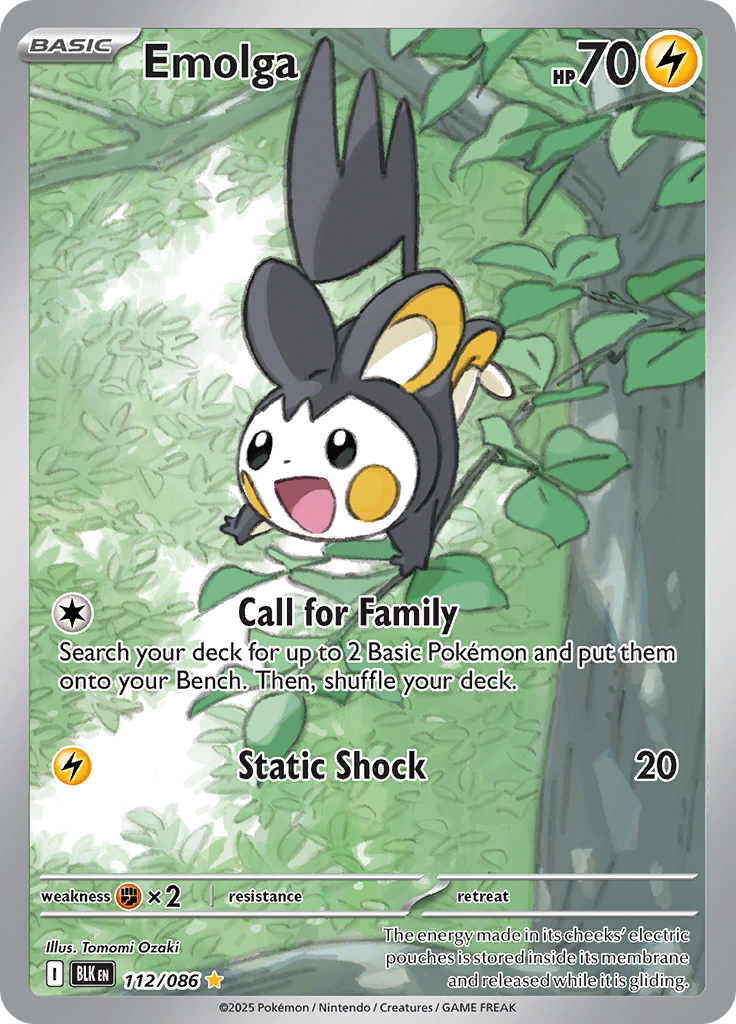 BASIC
Emolga
HP 70
Call for Family
Search your deck for up to 2 Basic Pokémon and put them
onto your Bench. Then, shuffle your deck.
Static Shock 20
weakness ×2 resistance retreat
Illus. Tomomi Ozaki
The energy made in its cheeks' electric
pouches is stored inside its membrane
and released while it is gliding.
I BLK EN 112/086
©2025 Pokémon / Nintendo / Creatures / GAME FREAK